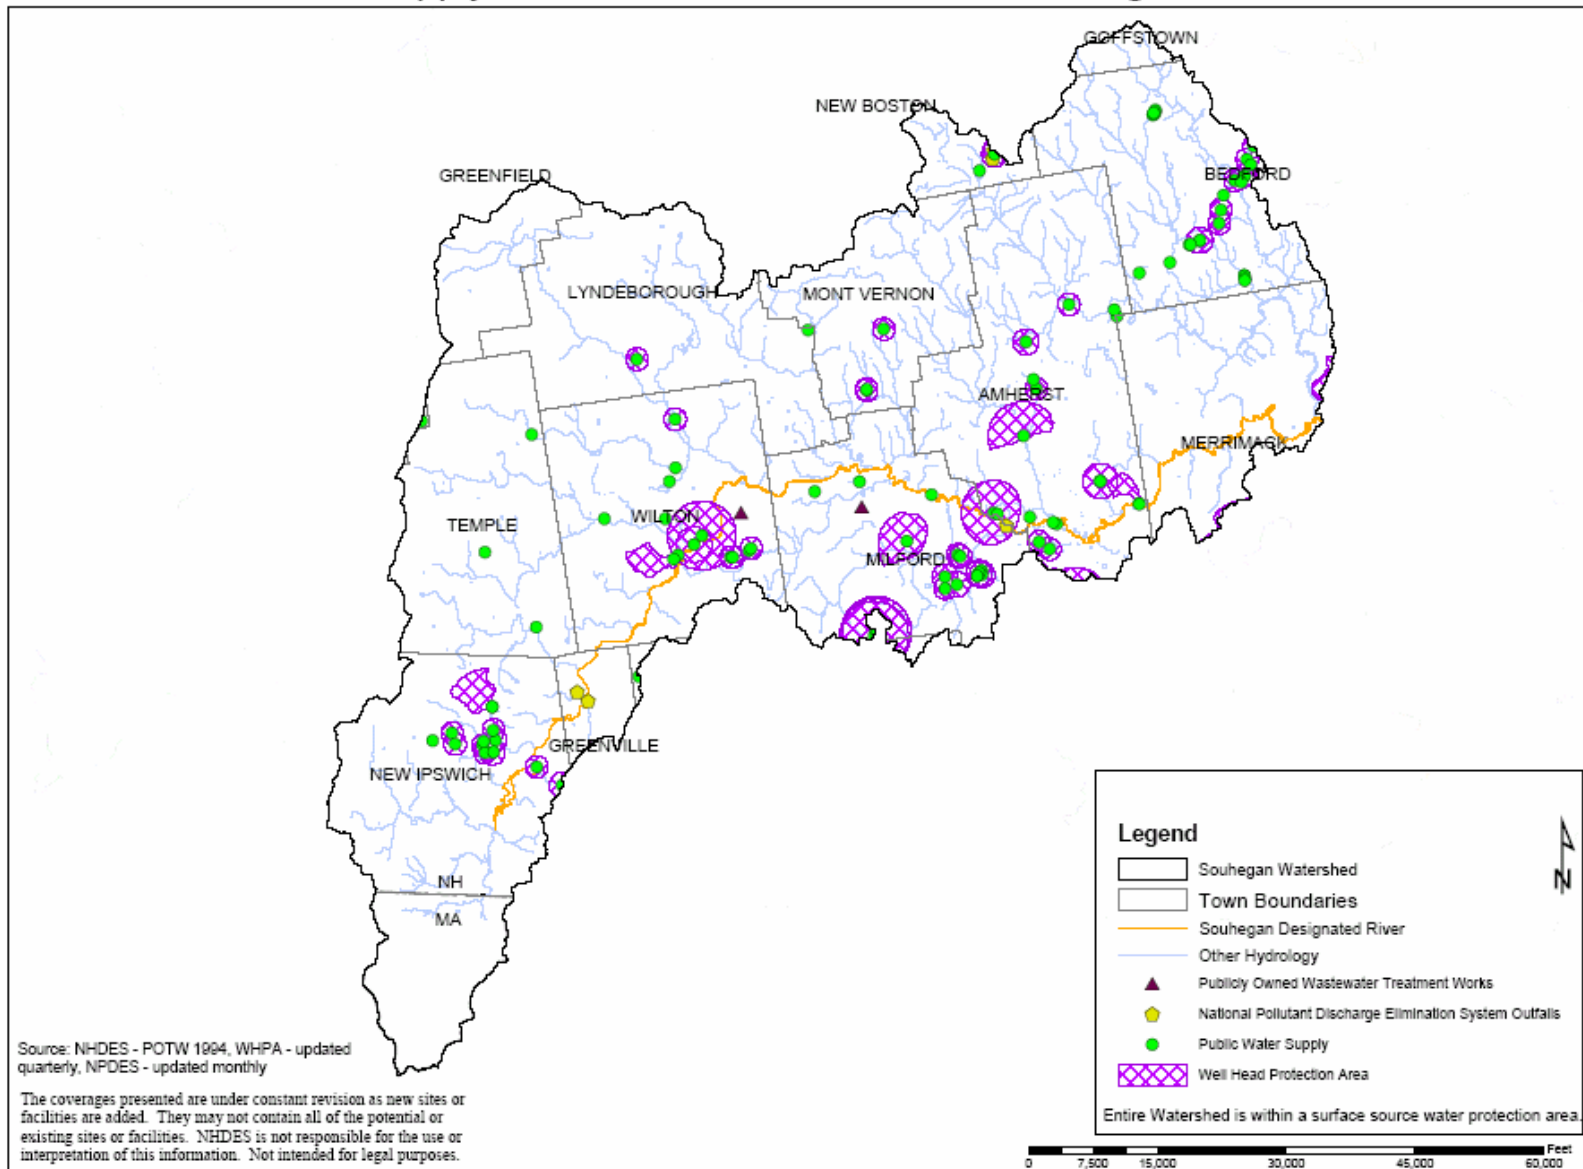 GOFFSTOWN
NEW BOSTON
GREENFIELD
BEDFORD
LYNDEBOROUGH
MONT VERNON
AMHERST
MERRIMACK
TEMPLE
WILTON
MILFORD
GREENVILLE
NEW IPSWICH
NH
MA
Legend
Souhegan Watershed
Town Boundaries
Souhegan Designated River
Other Hydrology
Publicly Owned Wastewater Treatment Works
National Pollutant Discharge Elimination System Outfalls
Public Water Supply
Well Head Protection Area
Entire Watershed is within a surface source water protection area.
N
Source: NHDES - POTW 1994, WHPA - updated
quarterly, NPDES - updated monthly
The coverages presented are under constant revision as new sites or
facilities are added. They may not contain all of the potential or
existing sites or facilities. NHDES is not responsible for the use or
interpretation of this information. Not intended for legal purposes.
Feet
0 7,500 15,000 30,000 45,000 60,000